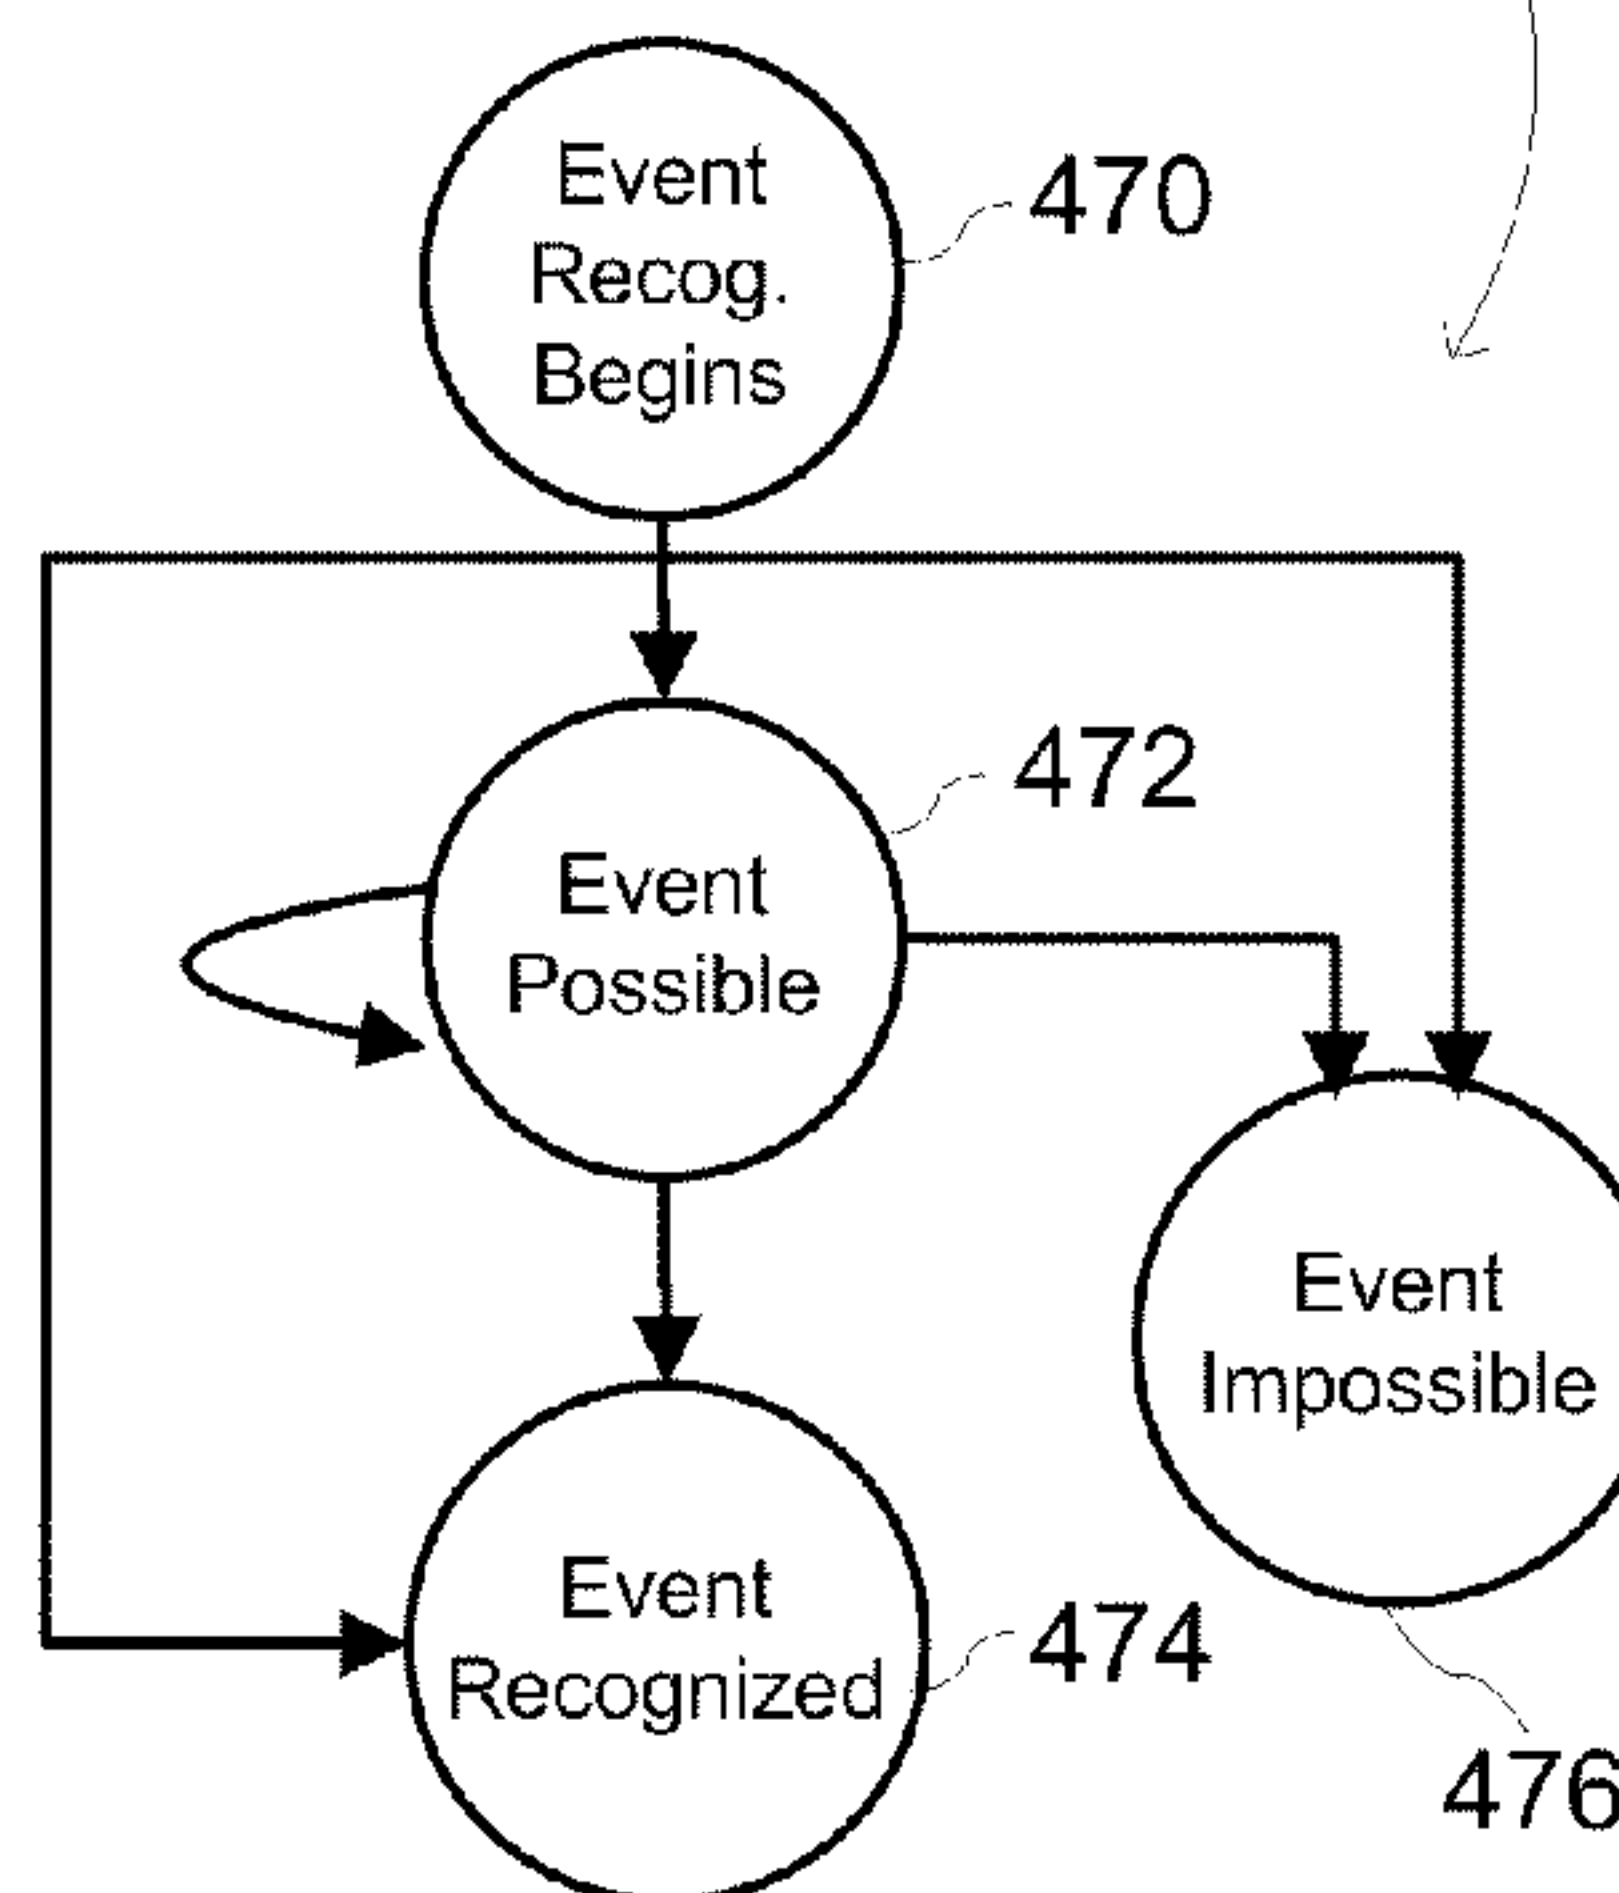 Event
Recog.
Begins
470
472
Event
Possible
Event
Impossible
Event
Recognized
474
476